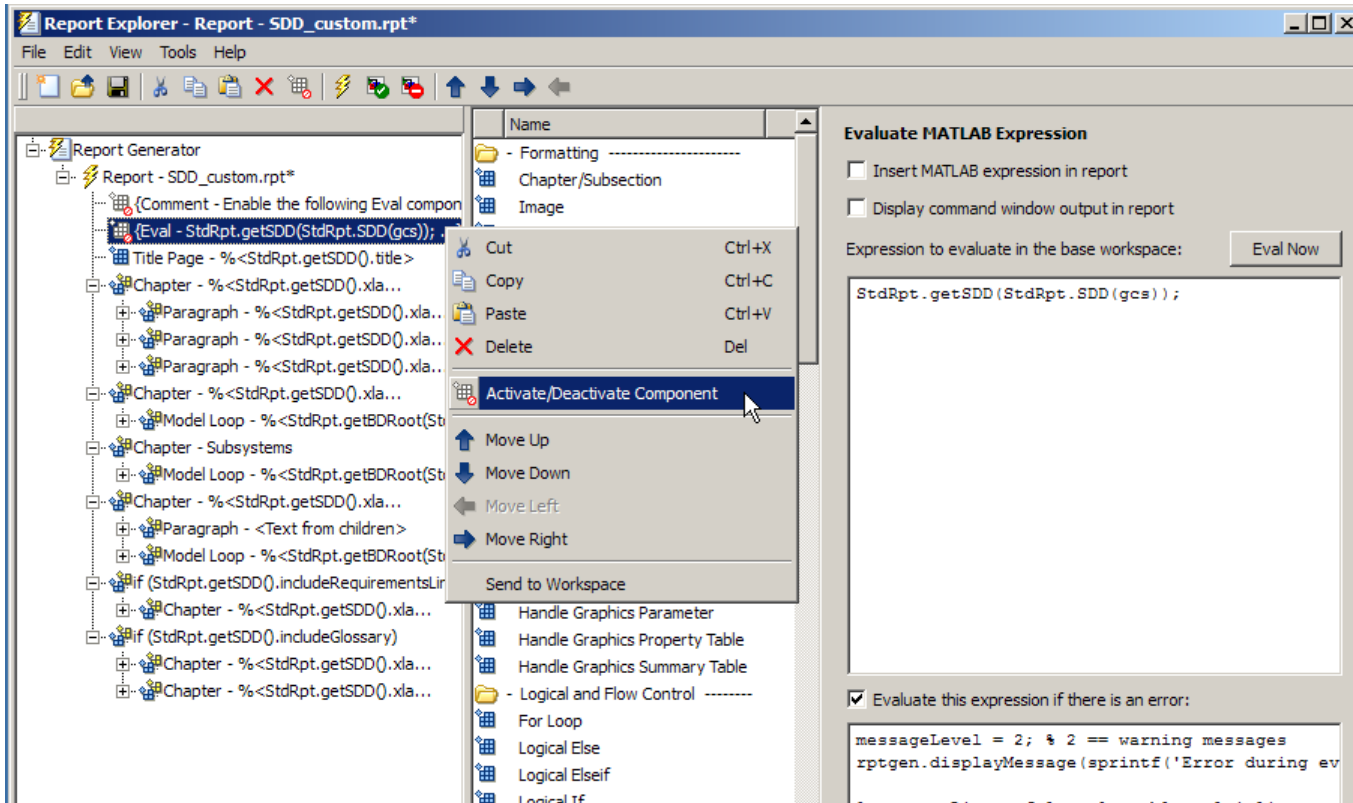 Report Explorer - Report - SDD_custom.rpt*
File Edit View Tools Help
Report Generator
Report - SDD_custom.rpt*
{Comment - Enable the following Eval compon
{Eval - StdRpt.getSDD(StdRpt.SDD(gcs)); .
Title Page - %<StdRpt.getSDD().title>
Chapter - %<StdRpt.getSDD().xla...
Paragraph - %<StdRpt.getSDD().xla...
Paragraph - %<StdRpt.getSDD().xla...
Paragraph - %<StdRpt.getSDD().xla...
Chapter - %<StdRpt.getSDD().xla...
Model Loop - %<StdRpt.getBDRoot(St
Chapter - Subsystems
Model Loop - %<StdRpt.getBDRoot(St
Chapter - %<StdRpt.getSDD().xla...
Paragraph - <Text from children>
Model Loop - %<StdRpt.getBDRoot(St
if (StdRpt.getSDD().includeRequirementsLin
Chapter - %<StdRpt.getSDD().xla...
if (StdRpt.getSDD().includeGlossary)
Chapter - %<StdRpt.getSDD().xla...
Chapter - %<StdRpt.getSDD().xla...
Name
- Formatting -----------------------
Chapter/Subsection
Image
Cut Ctrl+X
Copy Ctrl+C
Paste Ctrl+V
Delete Del
Activate/Deactivate Component
Move Up
Move Down
Move Left
Move Right
Send to Workspace
Handle Graphics Parameter
Handle Graphics Property Table
Handle Graphics Summary Table
- Logical and Flow Control --------
For Loop
Logical Else
Logical Elseif
Logical If
Evaluate MATLAB Expression
Insert MATLAB expression in report
Display command window output in report
Expression to evaluate in the base workspace: Eval Now
StdRpt.getSDD(StdRpt.SDD(gcs));
Evaluate this expression if there is an error:
messageLevel = 2; % 2 == warning messages
rptgen.displayMessage(sprintf('Error during ev